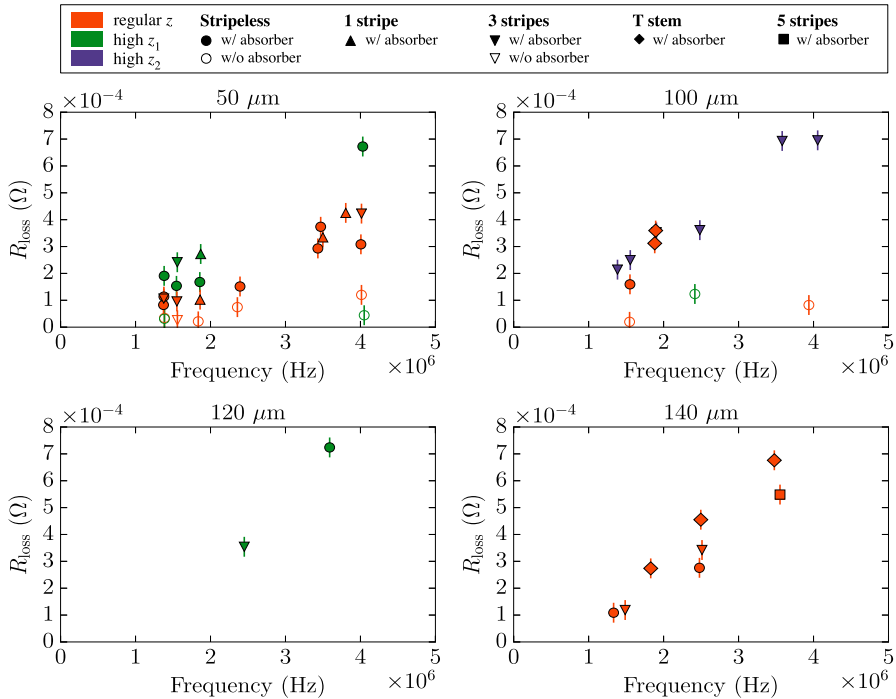 regular z Stripeless 1 stripe 3 stripes T stem 5 stripes
high z₁ w/ absorber w/ absorber w/ absorber w/ absorber w/ absorber
high z₂ w/o absorber w/o absorber
×10⁻⁴ 50 μm
8
7
6
5
4
3
2
1
0
R_loss (Ω)
0 1 2 3 4 5
Frequency (Hz) ×10⁶
×10⁻⁴ 100 μm
8
7
6
5
4
3
2
1
0
R_loss (Ω)
0 1 2 3 4 5
Frequency (Hz) ×10⁶
×10⁻⁴ 120 μm
8
7
6
5
4
3
2
1
0
R_loss (Ω)
0 1 2 3 4 5
Frequency (Hz) ×10⁶
×10⁻⁴ 140 μm
8
7
6
5
4
3
2
1
0
R_loss (Ω)
0 1 2 3 4 5
Frequency (Hz) ×10⁶